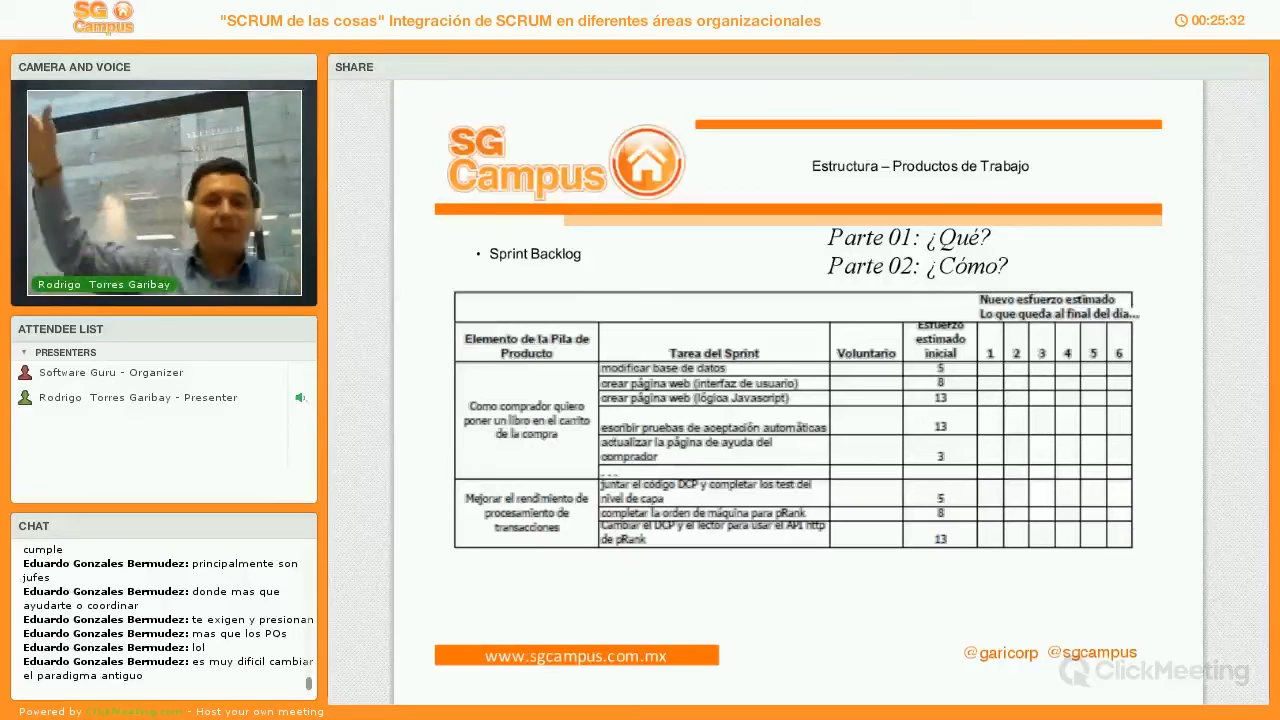 SG Campus
"SCRUM de las cosas" Integración de SCRUM en diferentes áreas organizacionales
00:25:32
CAMERA AND VOICE
Rodrigo Torres Garibay
ATTENDEE LIST
PRESENTERS
Software Guru - Organizer
Rodrigo Torres Garibay - Presenter
CHAT
cumple
Eduardo Gonzales Bermudez: principalmente son
jufes
Eduardo Gonzales Bermudez: donde mas que
ayudarte o coordinar
Eduardo Gonzales Bermudez: te exigen y presionan
Eduardo Gonzales Bermudez: mas que los POs
Eduardo Gonzales Bermudez: lol
Eduardo Gonzales Bermudez: es muy dificil cambiar
el paradigma antiguo
Powered by ClickMeeting.com - Host your own meeting
SHARE
SG
Campus
Estructura – Productos de Trabajo
• Sprint Backlog
Parte 01: ¿Qué?
Parte 02: ¿Cómo?
Nuevo esfuerzo estimado
Lo que queda al final del día...
Elemento de la Pila de
Producto
Tarea del Sprint
Voluntario
Esfuerzo
estimado
inicial
1 2 3 4 5 6
Como comprador quiero
poner un libro en el carrito
de la compra
modificar base de datos 5
crear página web (interfaz de usuario) 8
crear página web (lógica Javascript) 13
escribir pruebas de aceptación automáticas 13
actualizar la página de ayuda del
comprador 3
...
Mejorar el rendimiento de
procesamiento de
transacciones
juntar el código DCP y completar los test del
nivel de capa 5
completar la orden de máquina para pRank 8
Cambiar el DCP y el lector para usar el API http
de pRank 13
www.sgcampus.com.mx
@garicorp @sgcampus
ClickMeeting